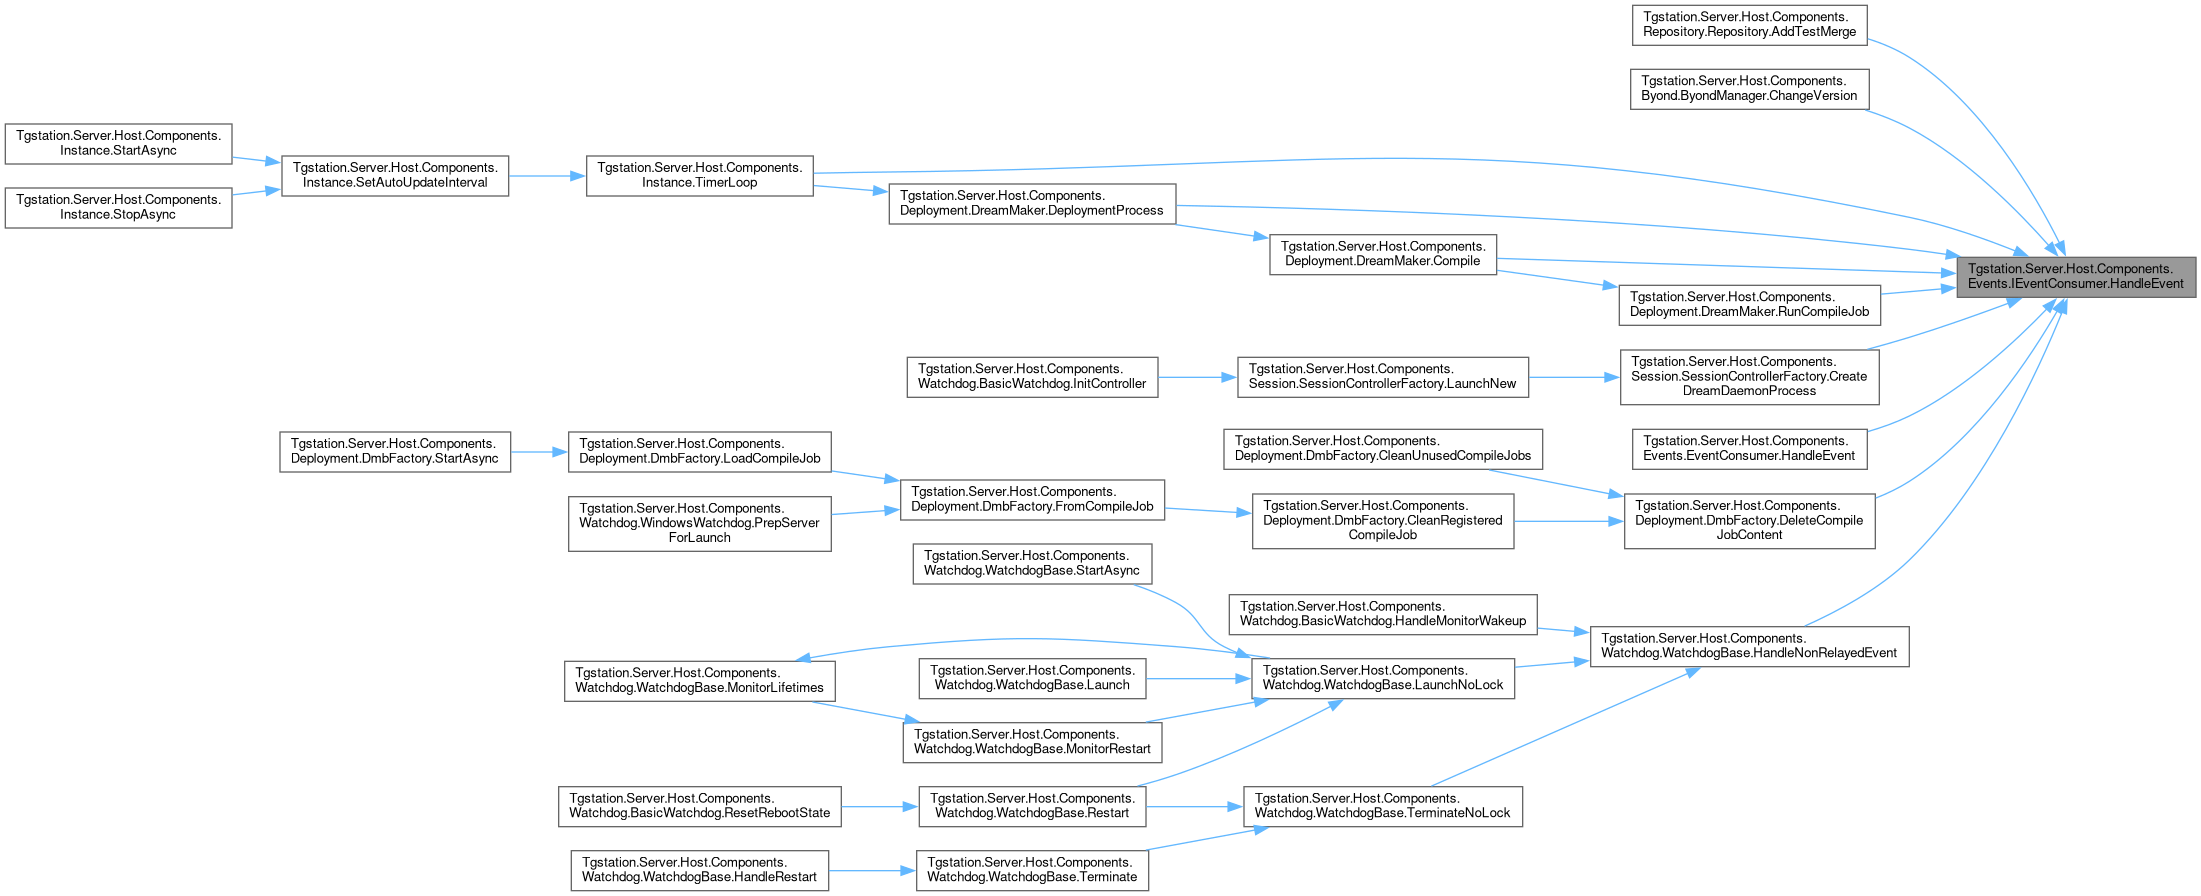 Tgstation.Server.Host.Components.
Repository.Repository.AddTestMerge
Tgstation.Server.Host.Components.
Byond.ByondManager.ChangeVersion
Tgstation.Server.Host.Components.
Instance.StartAsync
Tgstation.Server.Host.Components.
Instance.StopAsync
Tgstation.Server.Host.Components.
Instance.SetAutoUpdateInterval
Tgstation.Server.Host.Components.
Instance.TimerLoop
Tgstation.Server.Host.Components.
Deployment.DreamMaker.DeploymentProcess
Tgstation.Server.Host.Components.
Deployment.DreamMaker.Compile
Tgstation.Server.Host.Components.
Deployment.DreamMaker.RunCompileJob
Tgstation.Server.Host.Components.
Events.IEventConsumer.HandleEvent
Tgstation.Server.Host.Components.
Watchdog.BasicWatchdog.InitController
Tgstation.Server.Host.Components.
Session.SessionControllerFactory.LaunchNew
Tgstation.Server.Host.Components.
Session.SessionControllerFactory.Create
DreamDaemonProcess
Tgstation.Server.Host.Components.
Events.EventConsumer.HandleEvent
Tgstation.Server.Host.Components.
Deployment.DmbFactory.StartAsync
Tgstation.Server.Host.Components.
Deployment.DmbFactory.LoadCompileJob
Tgstation.Server.Host.Components.
Watchdog.WindowsWatchdog.PrepServer
ForLaunch
Tgstation.Server.Host.Components.
Deployment.DmbFactory.FromCompileJob
Tgstation.Server.Host.Components.
Deployment.DmbFactory.CleanUnusedCompileJobs
Tgstation.Server.Host.Components.
Deployment.DmbFactory.CleanRegistered
CompileJob
Tgstation.Server.Host.Components.
Deployment.DmbFactory.DeleteCompile
JobContent
Tgstation.Server.Host.Components.
Watchdog.WatchdogBase.StartAsync
Tgstation.Server.Host.Components.
Watchdog.BasicWatchdog.HandleMonitorWakeup
Tgstation.Server.Host.Components.
Watchdog.WatchdogBase.HandleNonRelayedEvent
Tgstation.Server.Host.Components.
Watchdog.WatchdogBase.MonitorLifetimes
Tgstation.Server.Host.Components.
Watchdog.WatchdogBase.Launch
Tgstation.Server.Host.Components.
Watchdog.WatchdogBase.LaunchNoLock
Tgstation.Server.Host.Components.
Watchdog.WatchdogBase.MonitorRestart
Tgstation.Server.Host.Components.
Watchdog.BasicWatchdog.ResetRebootState
Tgstation.Server.Host.Components.
Watchdog.WatchdogBase.Restart
Tgstation.Server.Host.Components.
Watchdog.WatchdogBase.TerminateNoLock
Tgstation.Server.Host.Components.
Watchdog.WatchdogBase.HandleRestart
Tgstation.Server.Host.Components.
Watchdog.WatchdogBase.Terminate